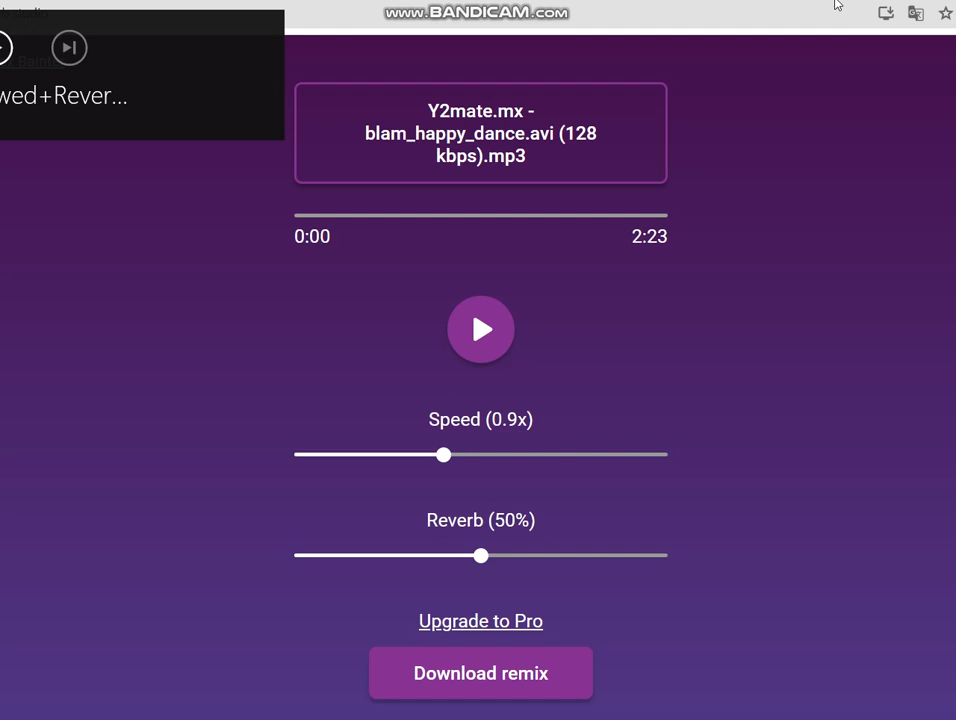 www.BANDICAM.com
wed+Rever...
Y2mate.mx -
blam_happy_dance.avi (128
kbps).mp3
0:00
2:23
Speed (0.9x)
Reverb (50%)
Upgrade to Pro
Download remix